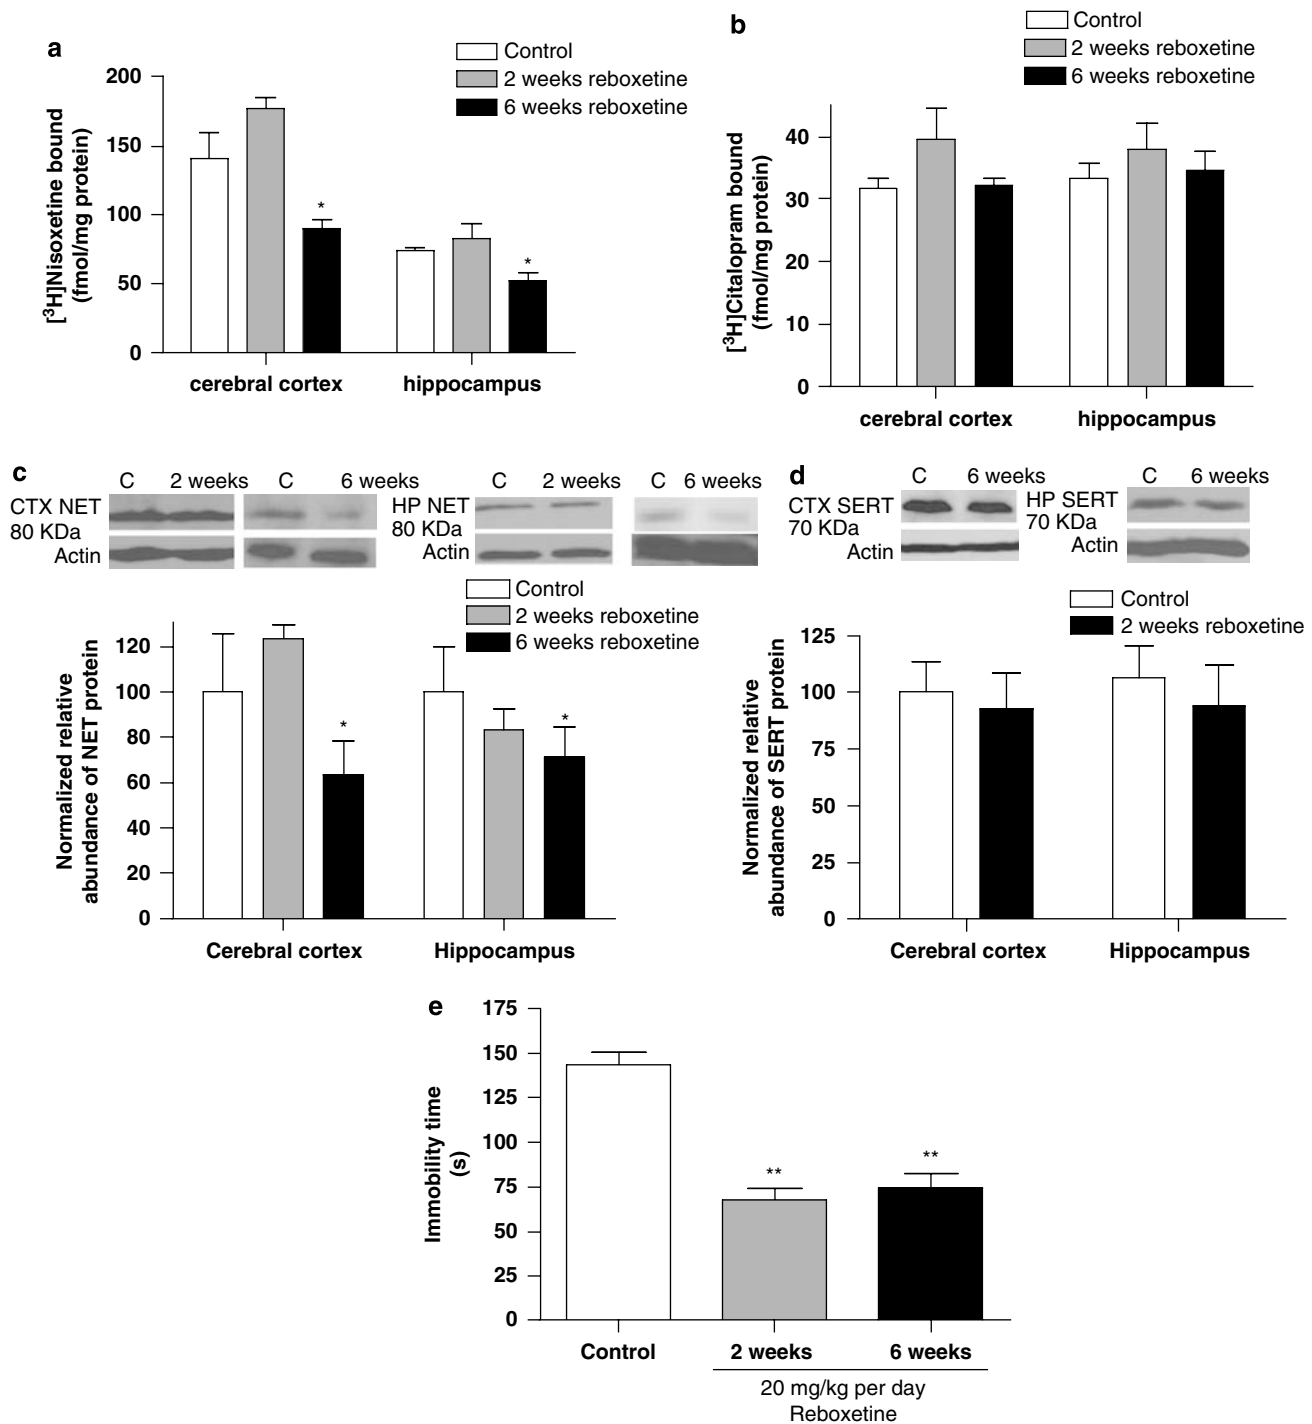 a
Control
2 weeks reboxetine
6 weeks reboxetine
[³H]Nisoxetine bound
(fmol/mg protein)
200
150
100
50
0
*
*
cerebral cortex
hippocampus
b
Control
2 weeks reboxetine
6 weeks reboxetine
[³H]Citalopram bound
(fmol/mg protein)
40
30
20
10
0
cerebral cortex
hippocampus
c
C 2 weeks C 6 weeks
CTX NET
80 KDa
Actin
C 2 weeks C 6 weeks
HP NET
80 KDa
Actin
Control
2 weeks reboxetine
6 weeks reboxetine
Normalized relative
abundance of NET protein
120
100
80
60
40
20
0
*
*
Cerebral cortex
Hippocampus
d
C 6 weeks
CTX SERT
70 KDa
Actin
C 6 weeks
HP SERT
70 KDa
Actin
Control
2 weeks reboxetine
Normalized relative
abundance of SERT protein
125
100
75
50
25
0
Cerebral cortex
Hippocampus
e
Immobility time
(s)
175
150
125
100
75
50
25
0
**
**
Control
2 weeks
6 weeks
20 mg/kg per day
Reboxetine